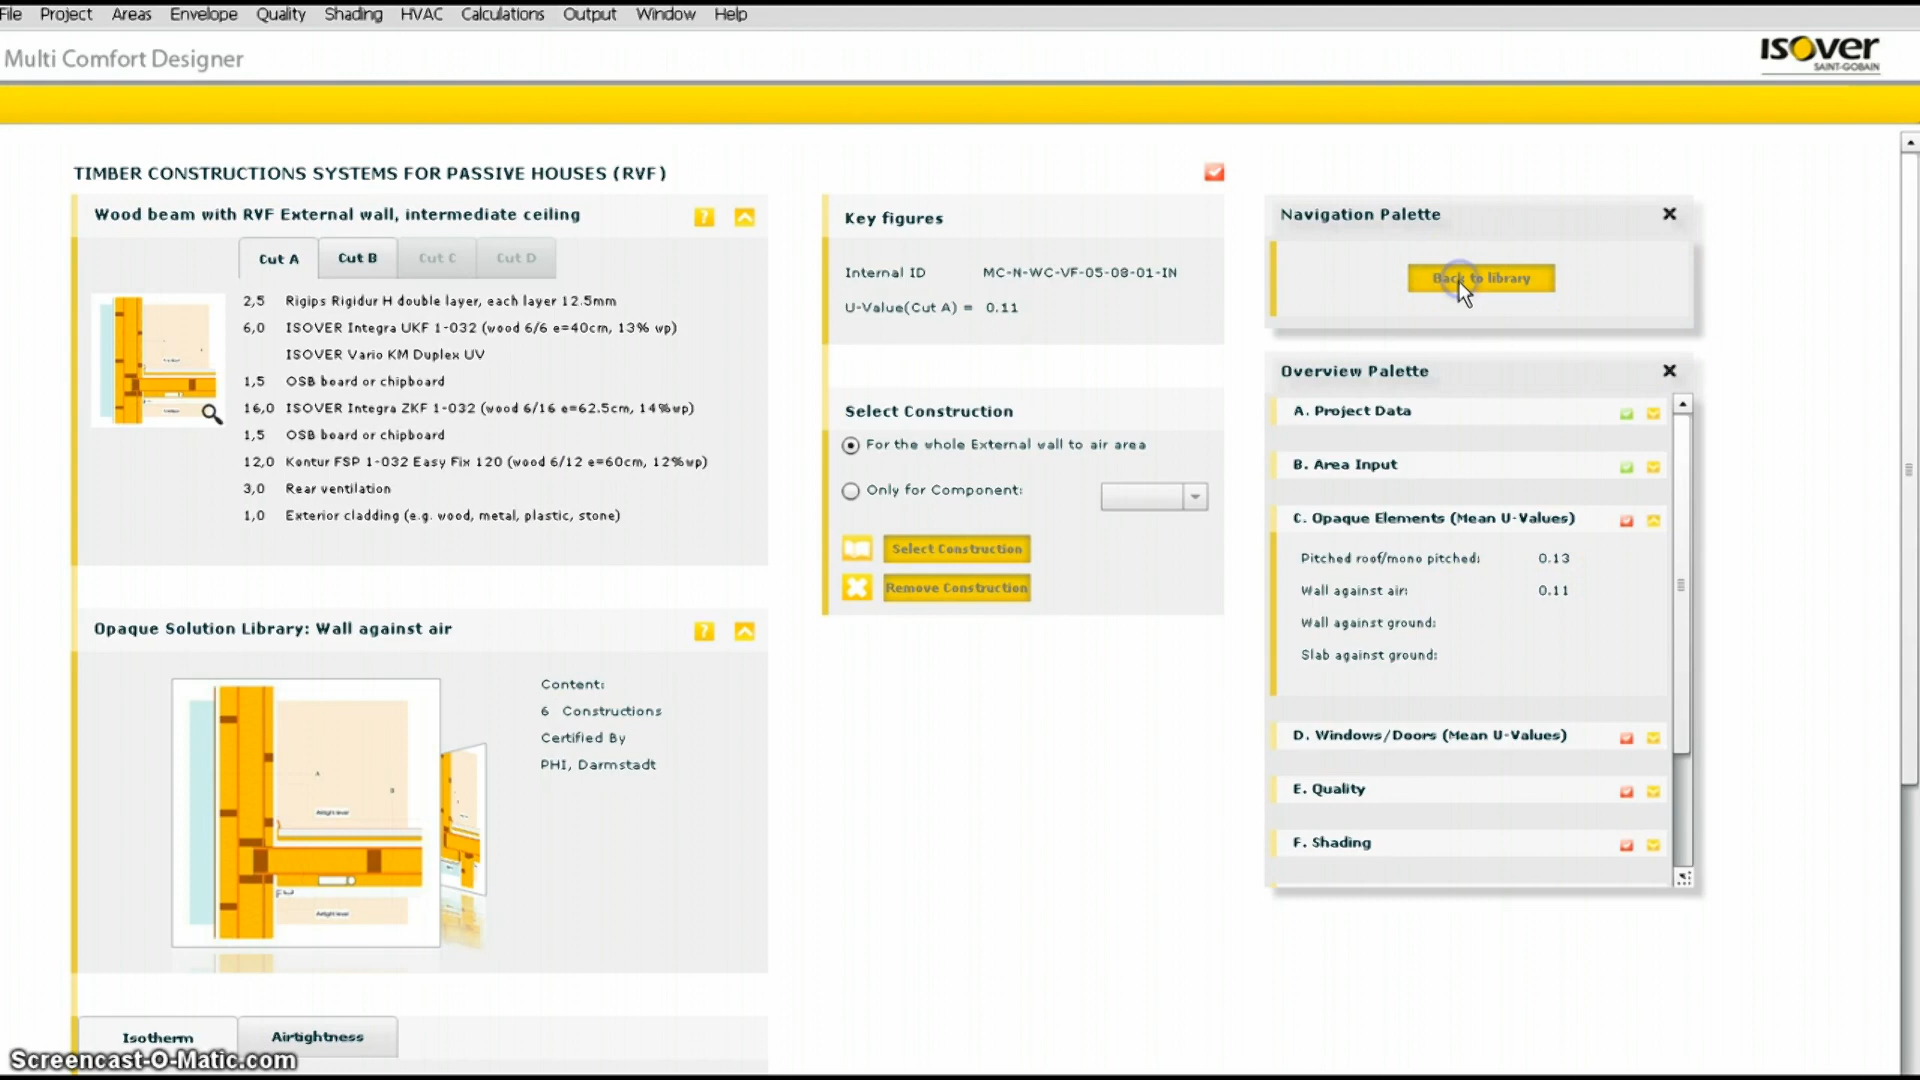 File Project Areas Envelope Quality Shading HVAC Calculations Output Window Help
Multi Comfort Designer
ISOVER
SAINT-GOBAIN
TIMBER CONSTRUCTIONS SYSTEMS FOR PASSIVE HOUSES (RVF)
Wood beam with RVF External wall, intermediate ceiling
?
Cut A Cut B Cut C Cut D
2,5 Rigips Rigidur H double layer, each layer 12.5mm
6,0 ISOVER Integra UKF 1-032 (wood 6/6 e=40cm, 13% wp)
ISOVER Vario KM Duplex UV
1,5 OSB board or chipboard
16,0 ISOVER Integra ZKF 1-032 (wood 6/16 e=62.5cm, 14%wp)
1,5 OSB board or chipboard
12,0 Kontur FSP 1-032 Easy Fix 120 (wood 6/12 e=60cm, 12%wp)
3,0 Rear ventilation
1,0 Exterior cladding (e.g. wood, metal, plastic, stone)
Opaque Solution Library: Wall against air
?
Content:
6 Constructions
Certified By
PHI, Darmstadt
A
B
Airtight level
Airtight level
Isotherm Airtightness
Screencast-O-Matic.com
Key figures
Internal ID MC-N-WC-VF-05-08-01-IN
U-Value(Cut A) = 0.11
Select Construction
For the whole External wall to air area
Only for Component:
Select Construction
Remove Construction
Navigation Palette
Back to library
Overview Palette
A. Project Data
B. Area Input
C. Opaque Elements (Mean U-Values)
Pitched roof/mono pitched: 0.13
Wall against air: 0.11
Wall against ground:
Slab against ground:
D. Windows/Doors (Mean U-Values)
E. Quality
F. Shading